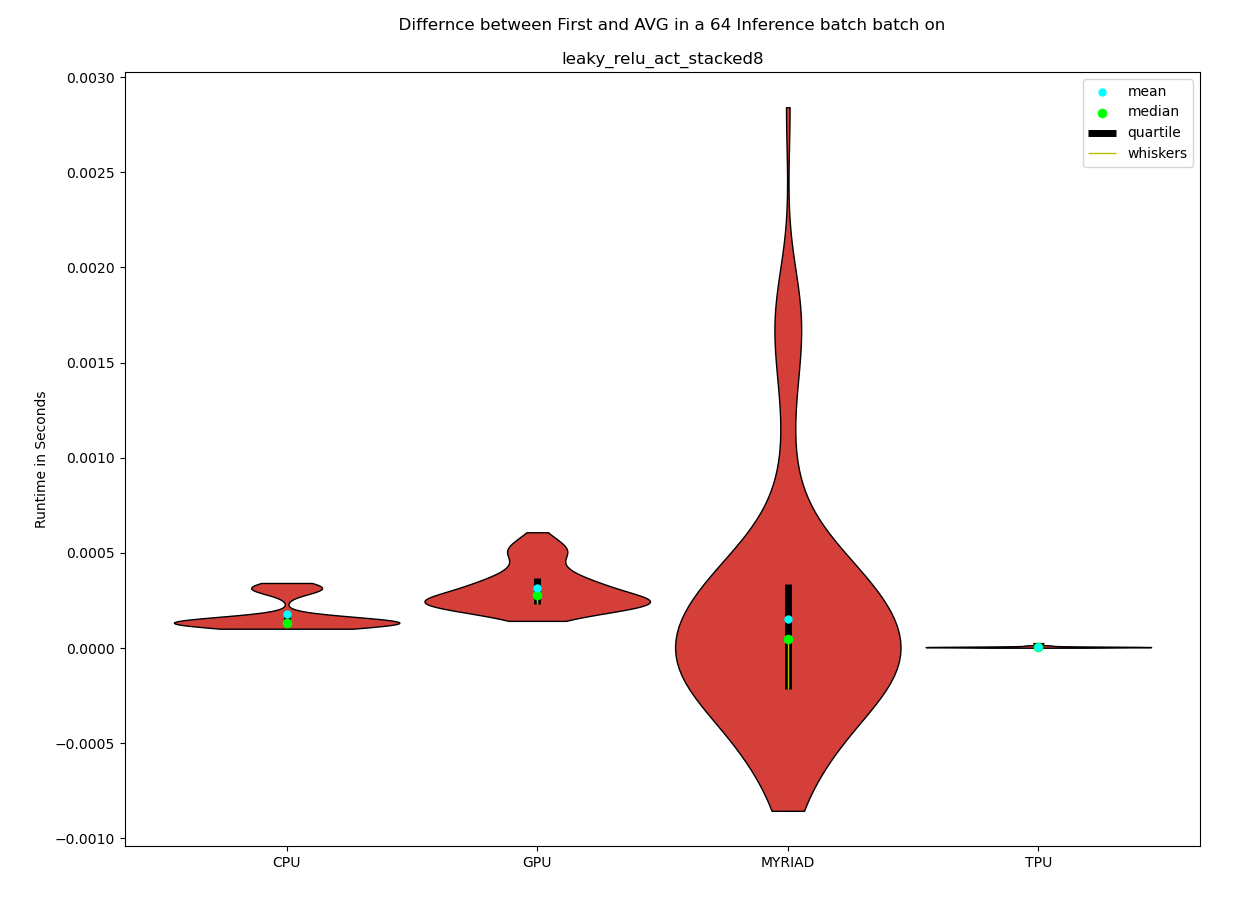 Differnce between First and AVG in a 64 Inference batch batch on
leaky_relu_act_stacked8
0.0030
0.0025
0.0020
0.0015
0.0010
0.0005
0.0000
−0.0005
−0.0010
Runtime in Seconds
mean
median
quartile
whiskers
CPU
GPU
MYRIAD
TPU